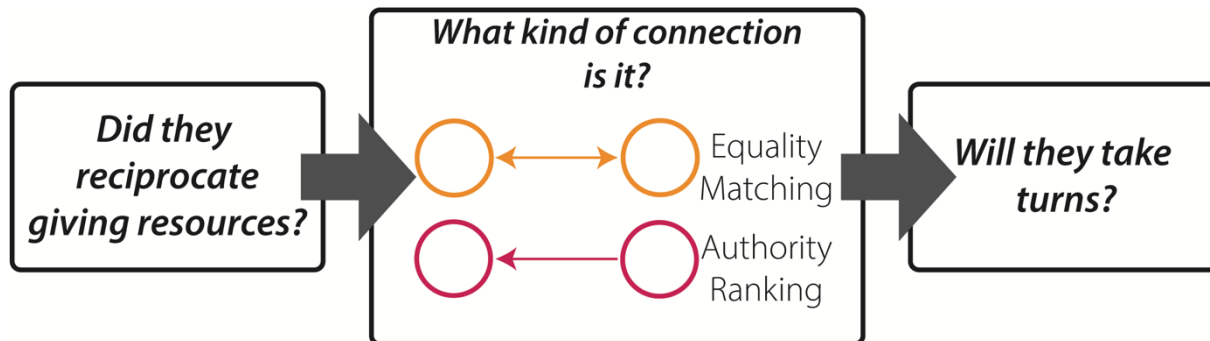 Did they
reciprocate
giving resources?
What kind of connection
is it?
Equality
Matching
Authority
Ranking
Will they take
turns?